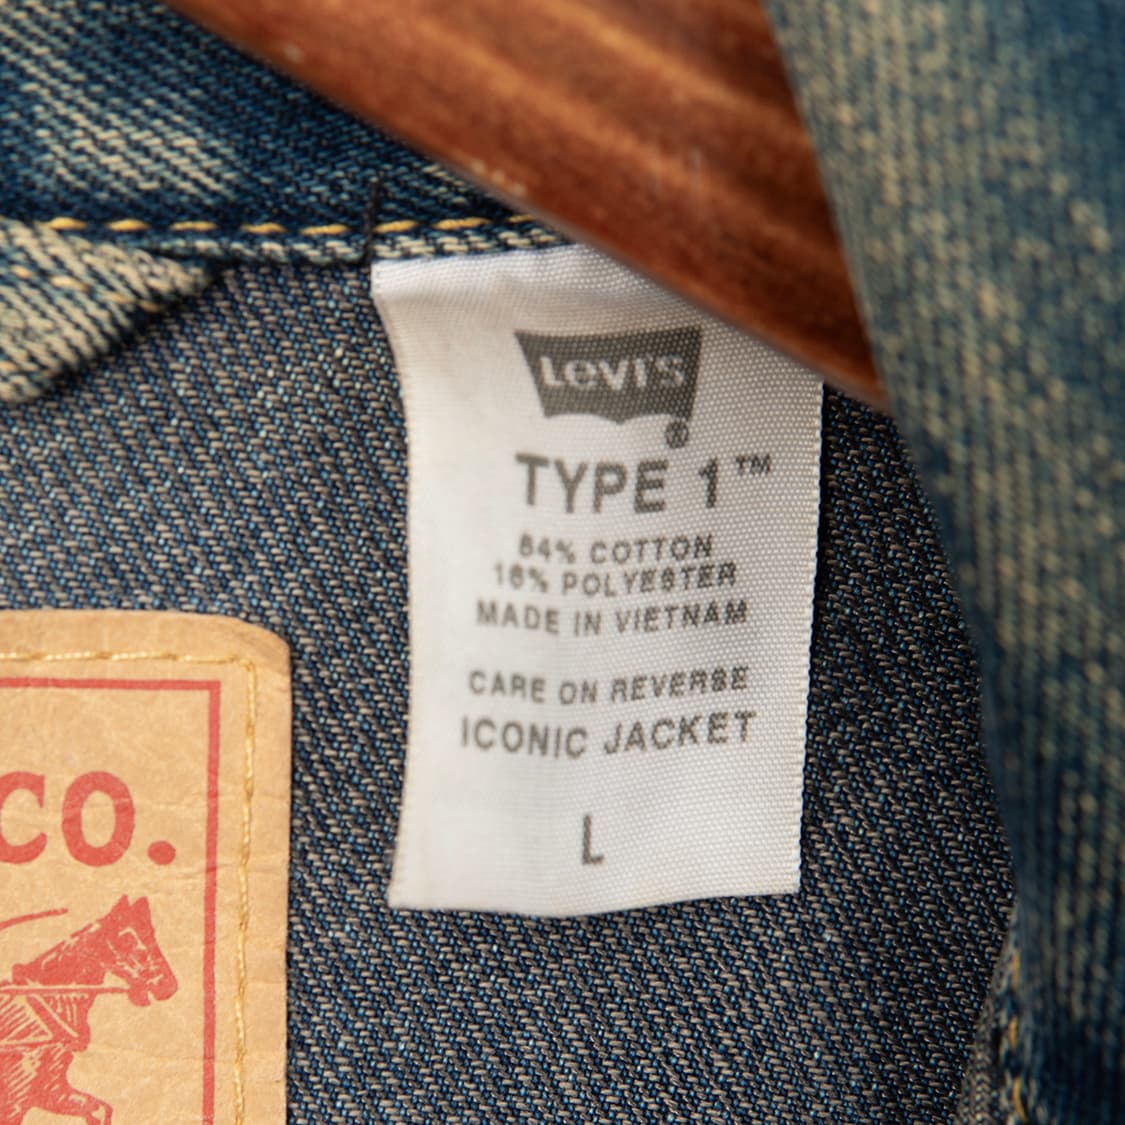 LEVI'S
®
TYPE 1™
84% COTTON
16% POLYESTER
MADE IN VIETNAM
CARE ON REVERSE
ICONIC JACKET
L
CO.